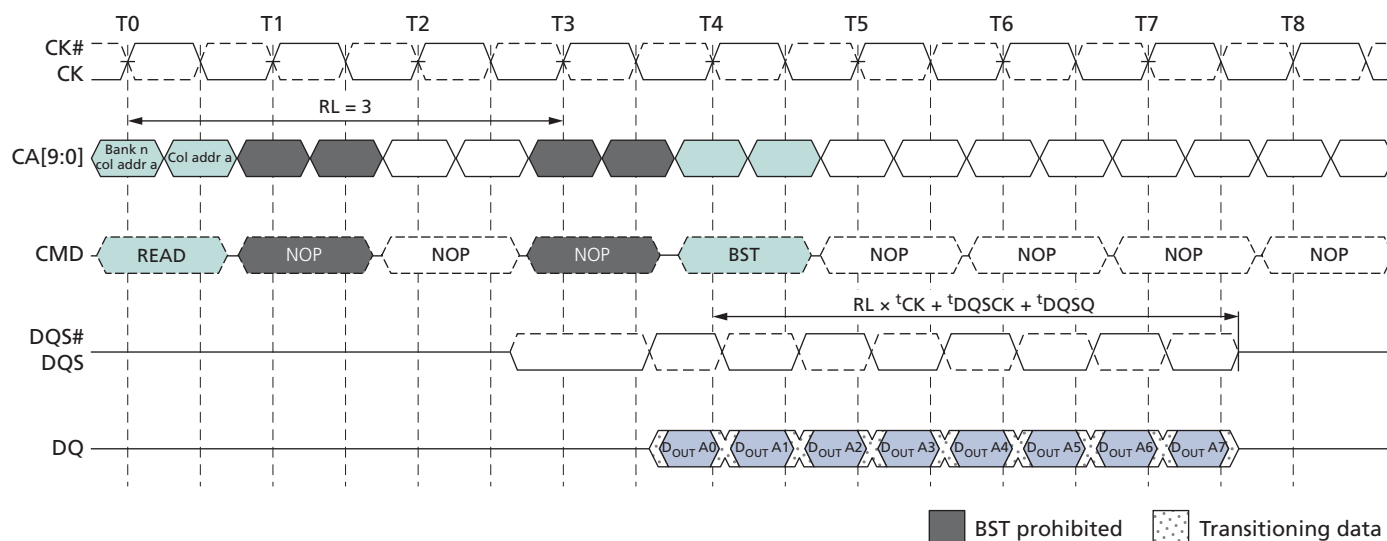 T0 T1 T2 T3 T4 T5 T6 T7 T8
CK#
CK
RL = 3
CA[9:0]
Bank n
col addr a
Col addr a
CMD
READ NOP NOP NOP BST NOP NOP NOP NOP
RL × tCK + tDQSCK + tDQSQ
DQS#
DQS
DQ
DOUT A0 DOUT A1 DOUT A2 DOUT A3 DOUT A4 DOUT A5 DOUT A6 DOUT A7
BST prohibited
Transitioning data